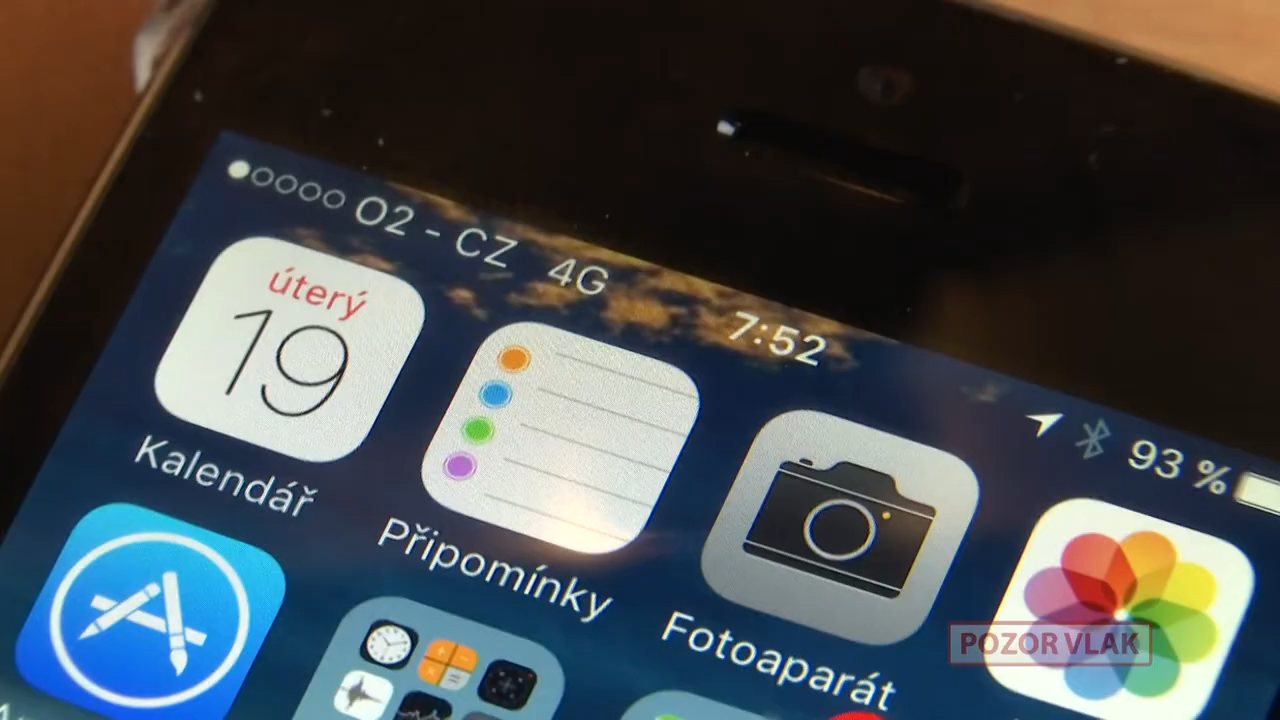 O2 - CZ 4G
7:52
93 %
úterý
19
Kalendář
Připomínky
Fotoaparát
POZOR VLAK